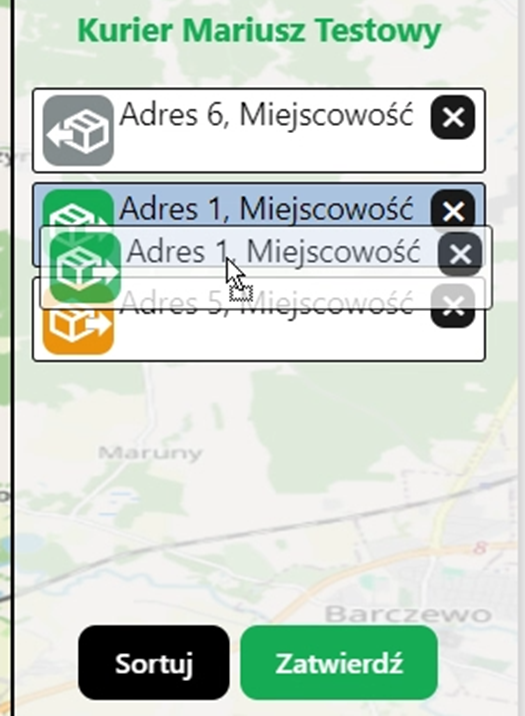 Kurier Mariusz Testowy
Adres 6, Miejscowość
Adres 1, Miejscowość
Adres 1, Miejscowość
Adres 5, Miejscowość
Maruny
8
Barczewo
Sortuj
Zatwierdź